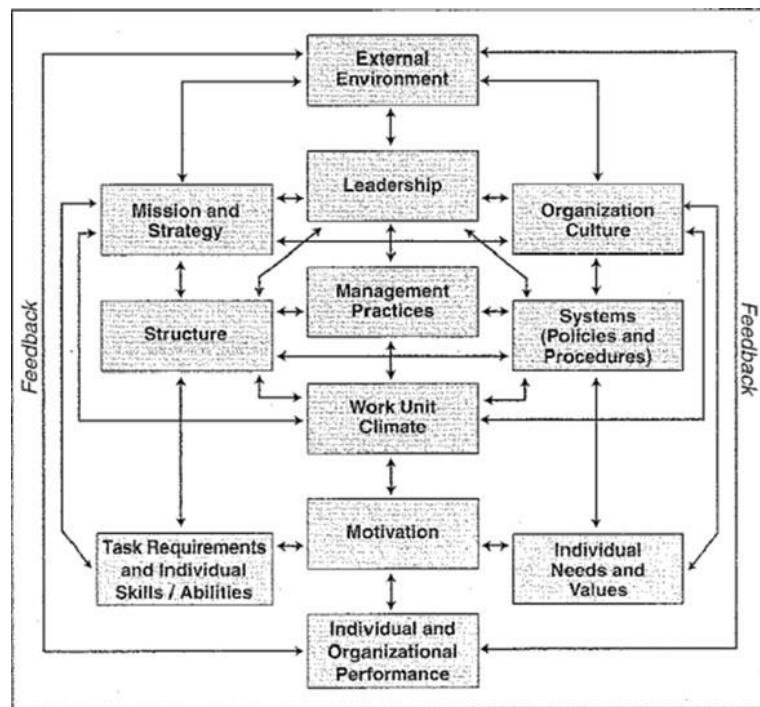 External
Environment
Leadership
Mission and
Strategy
Organization
Culture
Management
Practices
Structure
Systems
(Policies and
Procedures)
Work Unit
Climate
Motivation
Task Requirements
and Individual
Skills / Abilities
Individual
Needs and
Values
Individual and
Organizational
Performance
Feedback
Feedback